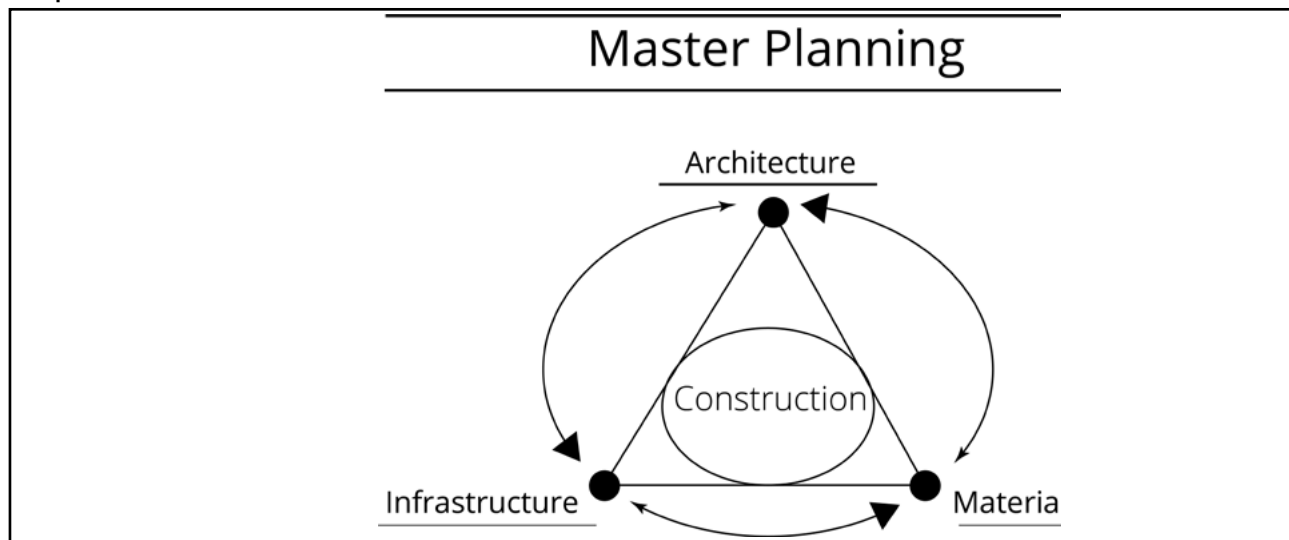 Master Planning
Architecture
Construction
Infrastructure
Materia